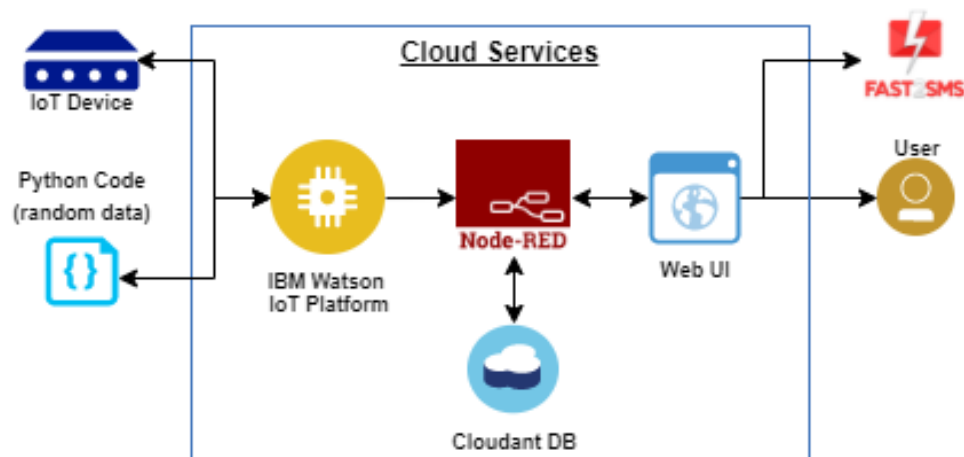 Cloud Services
IoT Device
FAST2SMS
Python Code
(random data)
{ }
User
Node-RED
IBM Watson
IoT Platform
Web UI
Cloudant DB